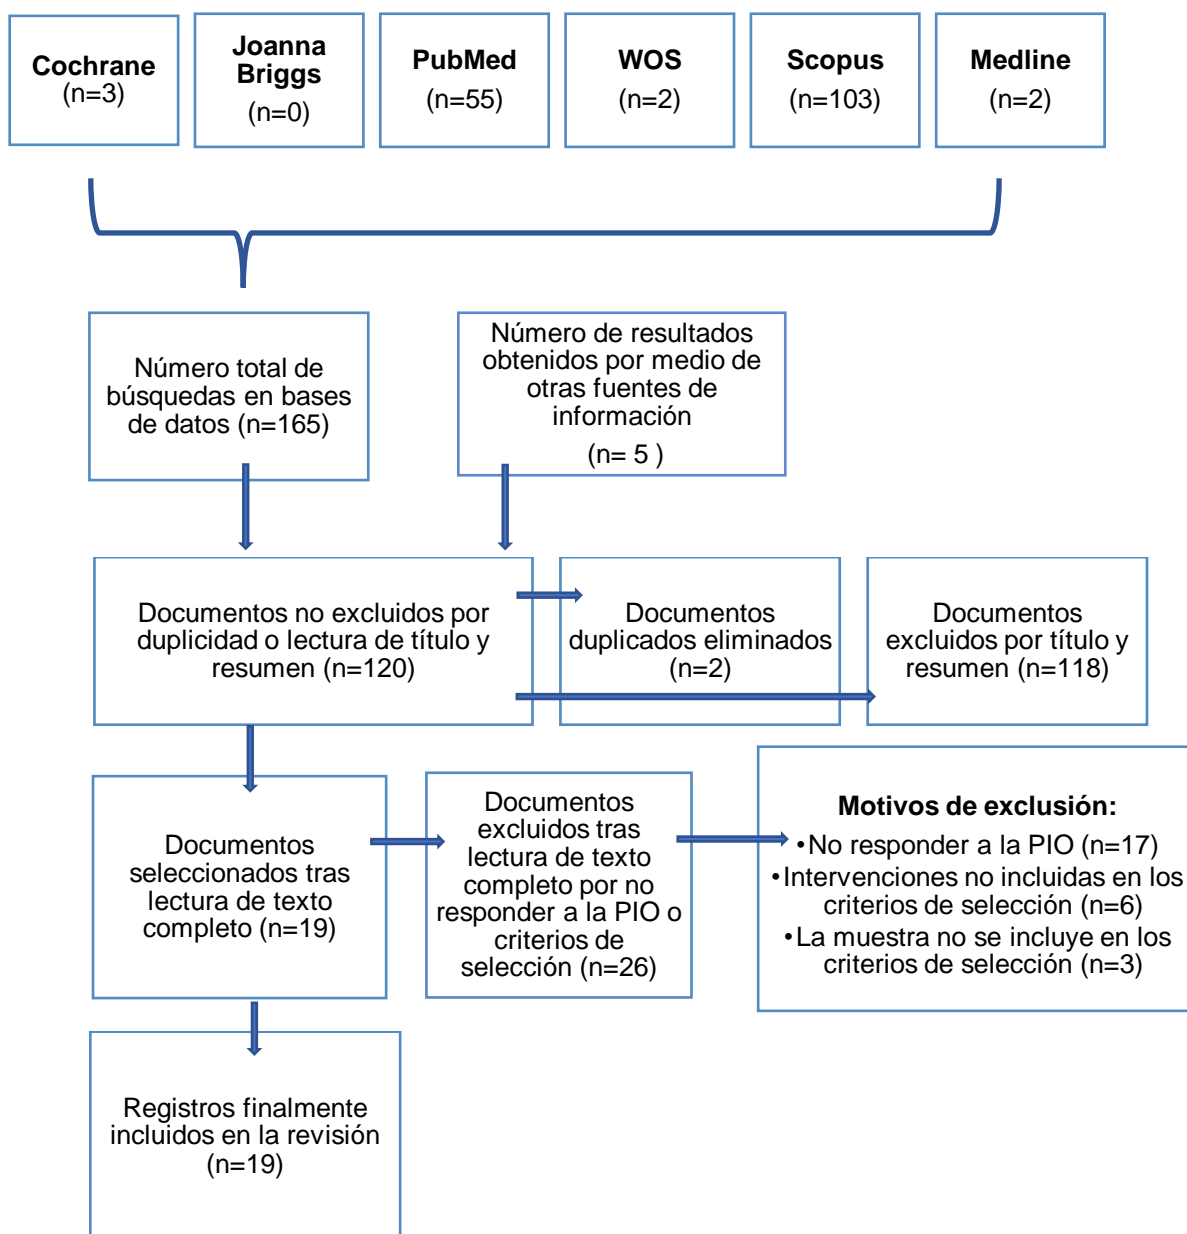 Cochrane
(n=3)
Joanna
Briggs
(n=0)
PubMed
(n=55)
WOS
(n=2)
Scopus
(n=103)
Medline
(n=2)
Número total de
búsquedas en bases
de datos (n=165)
Número de resultados
obtenidos por medio de
otras fuentes de
información
(n= 5 )
Documentos no excluidos por
duplicidad o lectura de título y
resumen (n=120)
Documentos
duplicados eliminados
(n=2)
Documentos
excluidos por título y
resumen (n=118)
Documentos
seleccionados tras
lectura de texto
completo (n=19)
Documentos
excluidos tras
lectura de texto
completo por no
responder a la PIO o
criterios de
selección (n=26)
Motivos de exclusión:
•No responder a la PIO (n=17)
•Intervenciones no incluidas en los
criterios de selección (n=6)
•La muestra no se incluye en los
criterios de selección (n=3)
Registros finalmente
incluidos en la revisión
(n=19)